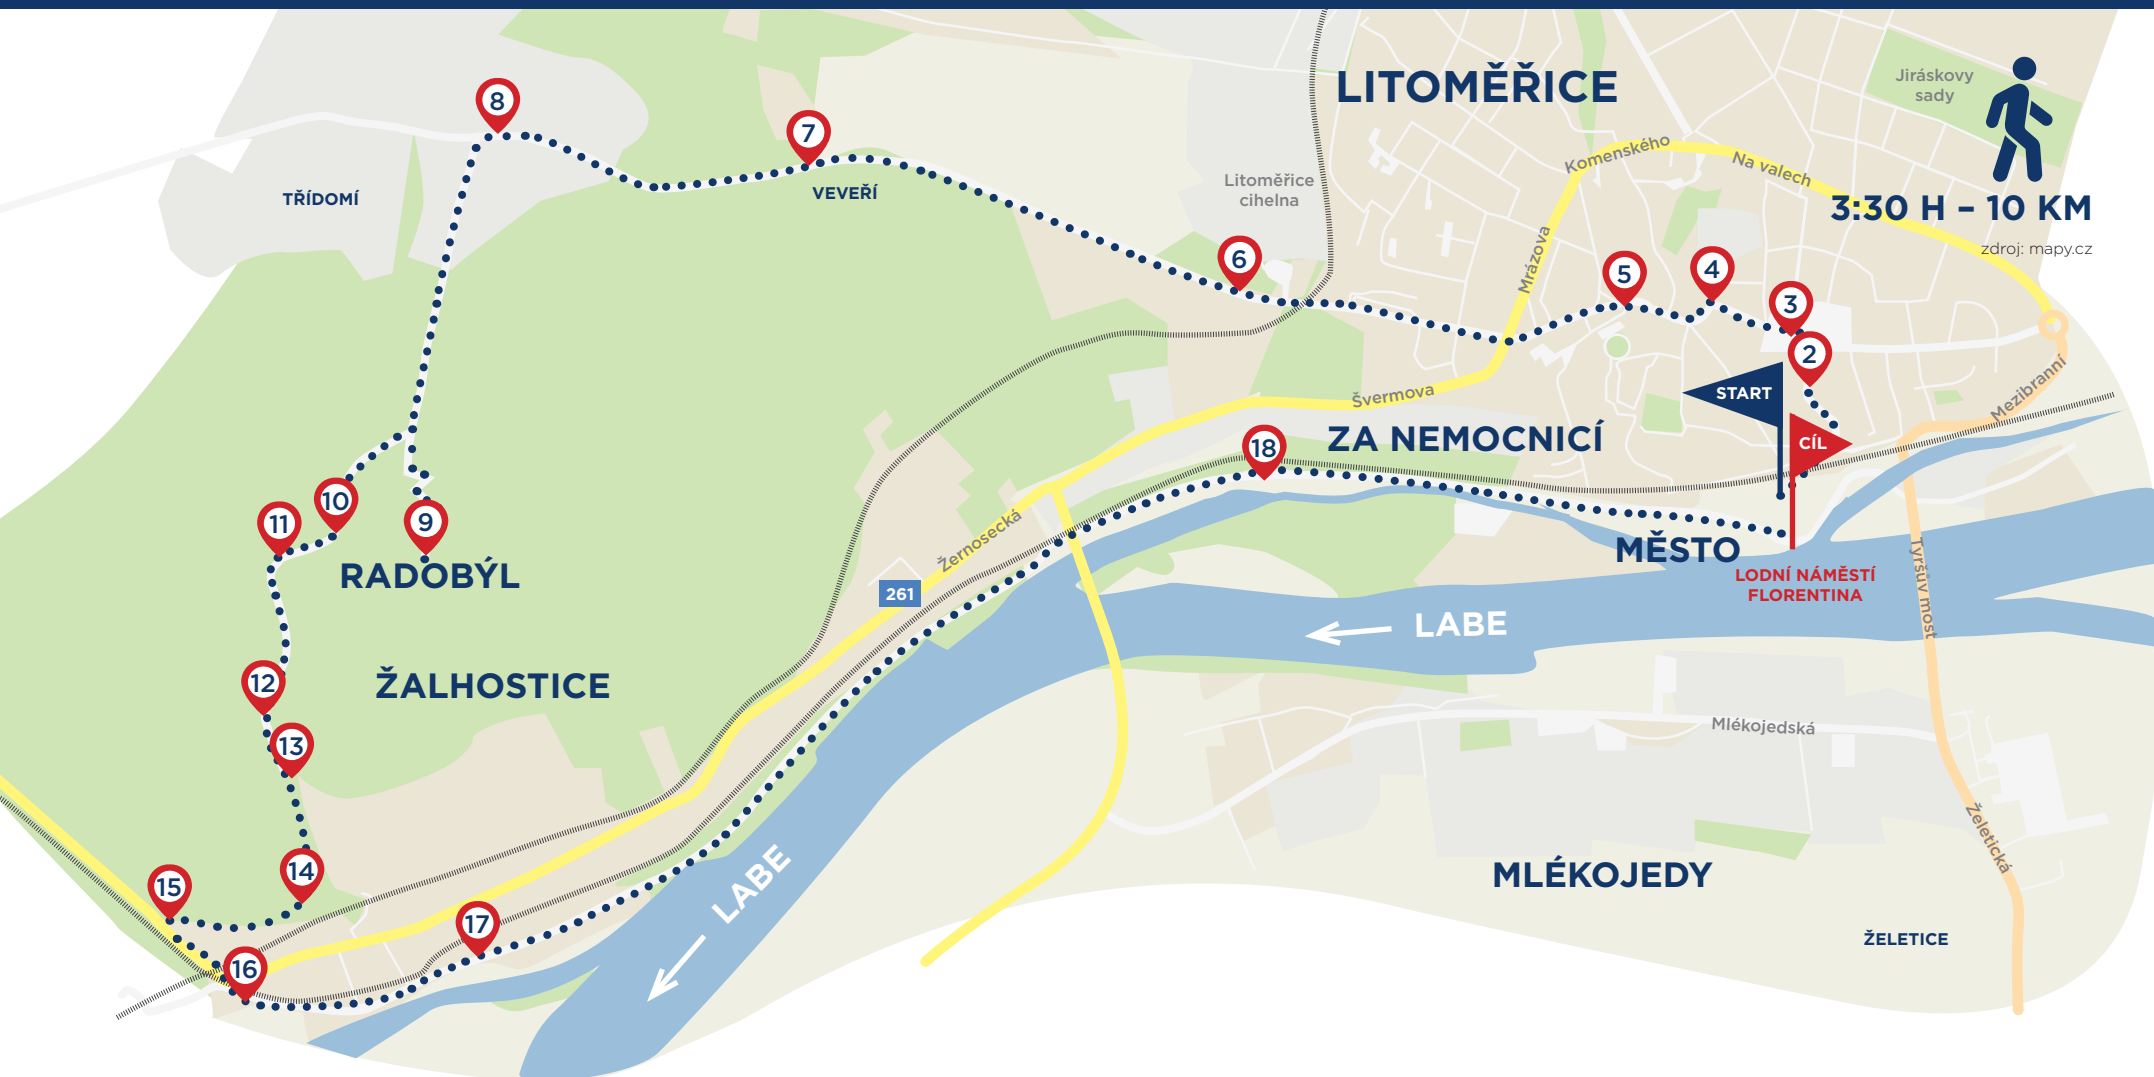 LITOMĚŘICE
Jiráskovy
sady
8
7
Komenského
Na valech
TŘÍDOMÍ
VEVEŘÍ
Litoměřice
cihelna
3:30 H – 10 KM
zdroj: mapy.cz
Mrázova
6
5
4
3
2
Mezibranní
START
Švermova
CÍL
ZA NEMOCNICÍ
18
10
11
9
RADOBÝL
Žernosecká
261
MĚSTO
LODNÍ NÁMĚSTÍ
FLORENTINA
Tyršův most
LABE
ŽALHOSTICE
12
13
Mlékojedská
Želetická
14
15
LABE
MLÉKOJEDY
17
16
ŽELETICE